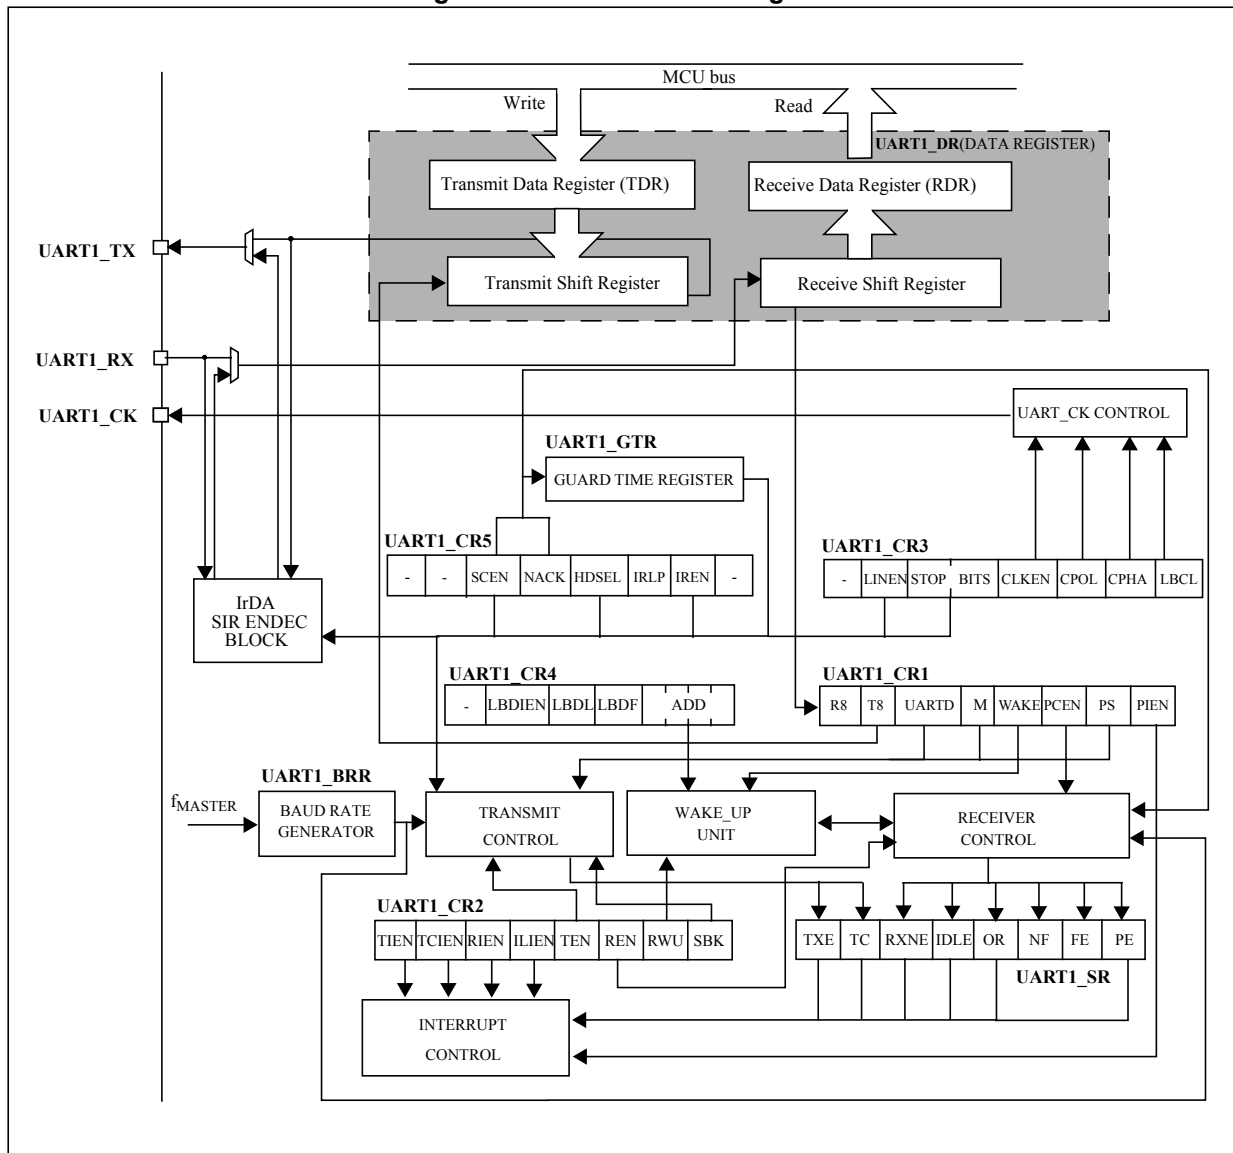 MCU bus
Write
Read
UART1_DR(DATA REGISTER)
Transmit Data Register (TDR)
Receive Data Register (RDR)
UART1_TX
Transmit Shift Register
Receive Shift Register
UART1_RX
UART1_CK
UART_CK CONTROL
UART1_GTR
GUARD TIME REGISTER
UART1_CR5
- - SCEN NACK HDSEL IRLP IREN -
UART1_CR3
- LINEN STOP BITS CLKEN CPOL CPHA LBCL
IrDA
SIR ENDEC
BLOCK
UART1_CR4
- LBDIEN LBDL LBDF ADD
UART1_CR1
R8 T8 UARTD M WAKE PCEN PS PIEN
UART1_BRR
fMASTER
BAUD RATE
GENERATOR
TRANSMIT
CONTROL
WAKE_UP
UNIT
RECEIVER
CONTROL
UART1_CR2
TIEN TCIEN RIEN ILIEN TEN REN RWU SBK
TXE TC RXNE IDLE OR NF FE PE
UART1_SR
INTERRUPT
CONTROL